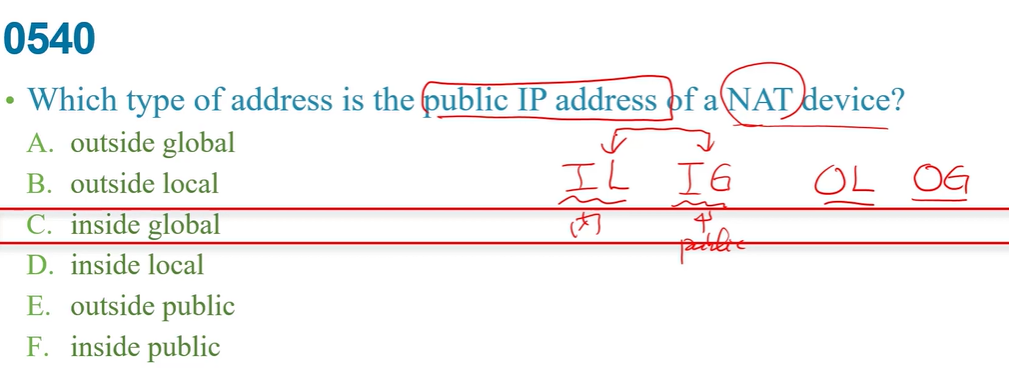 0540
• Which type of address is the public IP address of a NAT device?
A. outside global
B. outside local
IL IG OL OG
C. inside global
public
D. inside local
E. outside public
F. inside public